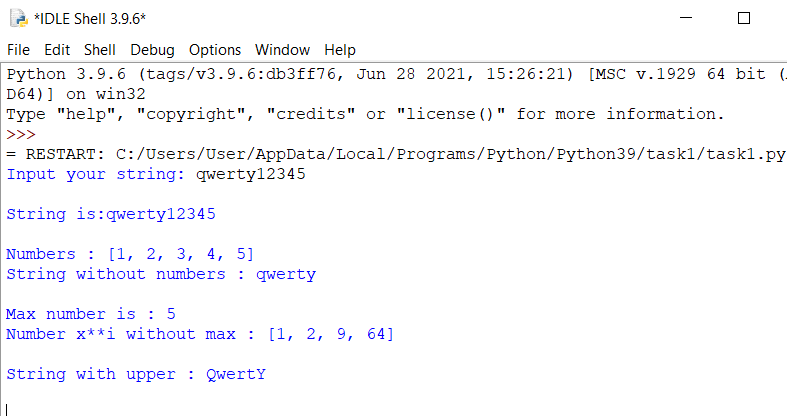 *IDLE Shell 3.9.6*
File Edit Shell Debug Options Window Help
Python 3.9.6 (tags/v3.9.6:db3ff76, Jun 28 2021, 15:26:21) [MSC v.1929 64 bit (
D64)] on win32
Type "help", "copyright", "credits" or "license()" for more information.
>>>
= RESTART: C:/Users/User/AppData/Local/Programs/Python/Python39/task1/task1.py
Input your string: qwerty12345
String is:qwerty12345
Numbers : [1, 2, 3, 4, 5]
String without numbers : qwerty
Max number is : 5
Number x**i without max : [1, 2, 9, 64]
String with upper : QwertY